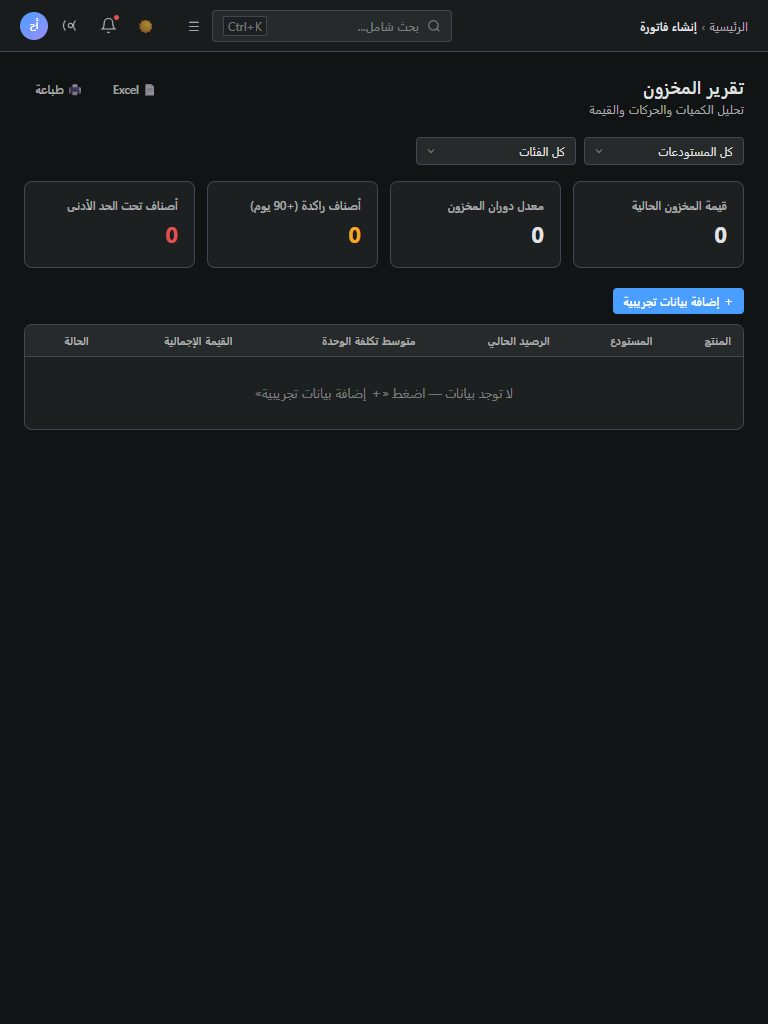 الرئيسية › إنشاء فاتورة
بحث شامل...
Ctrl+K
أح
تقرير المخزون
تحليل الكميات والحركات والقيمة
Excel
طباعة
كل المستودعات
كل الفئات
قيمة المخزون الحالية
0
معدل دوران المخزون
0
أصناف راكدة (+90 يوم)
0
أصناف تحت الحد الأدنى
0
+ إضافة بيانات تجريبية
المنتج المستودع الرصيد الحالي متوسط تكلفة الوحدة القيمة الإجمالية الحالة
لا توجد بيانات — اضغط «+ إضافة بيانات تجريبية»